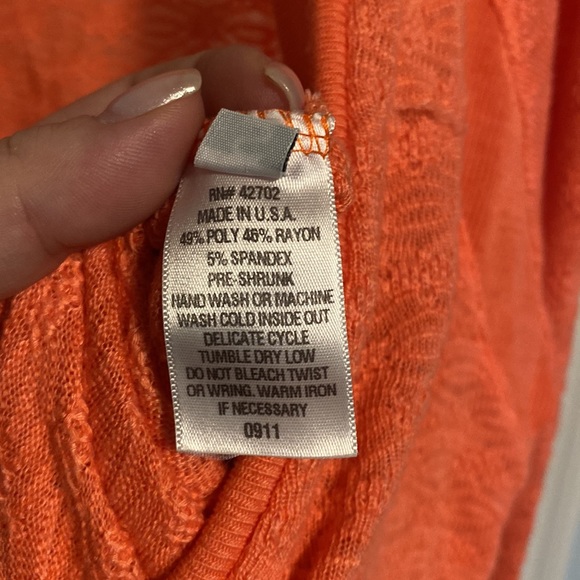 RN# 42702
MADE IN U.S.A.
49% POLY 46% RAYON
5% SPANDEX
PRE-SHRUNK
HAND WASH OR MACHINE
WASH COLD INSIDE OUT
DELICATE CYCLE
TUMBLE DRY LOW
DO NOT BLEACH TWIST
OR WRING. WARM IRON
IF NECESSARY
0911